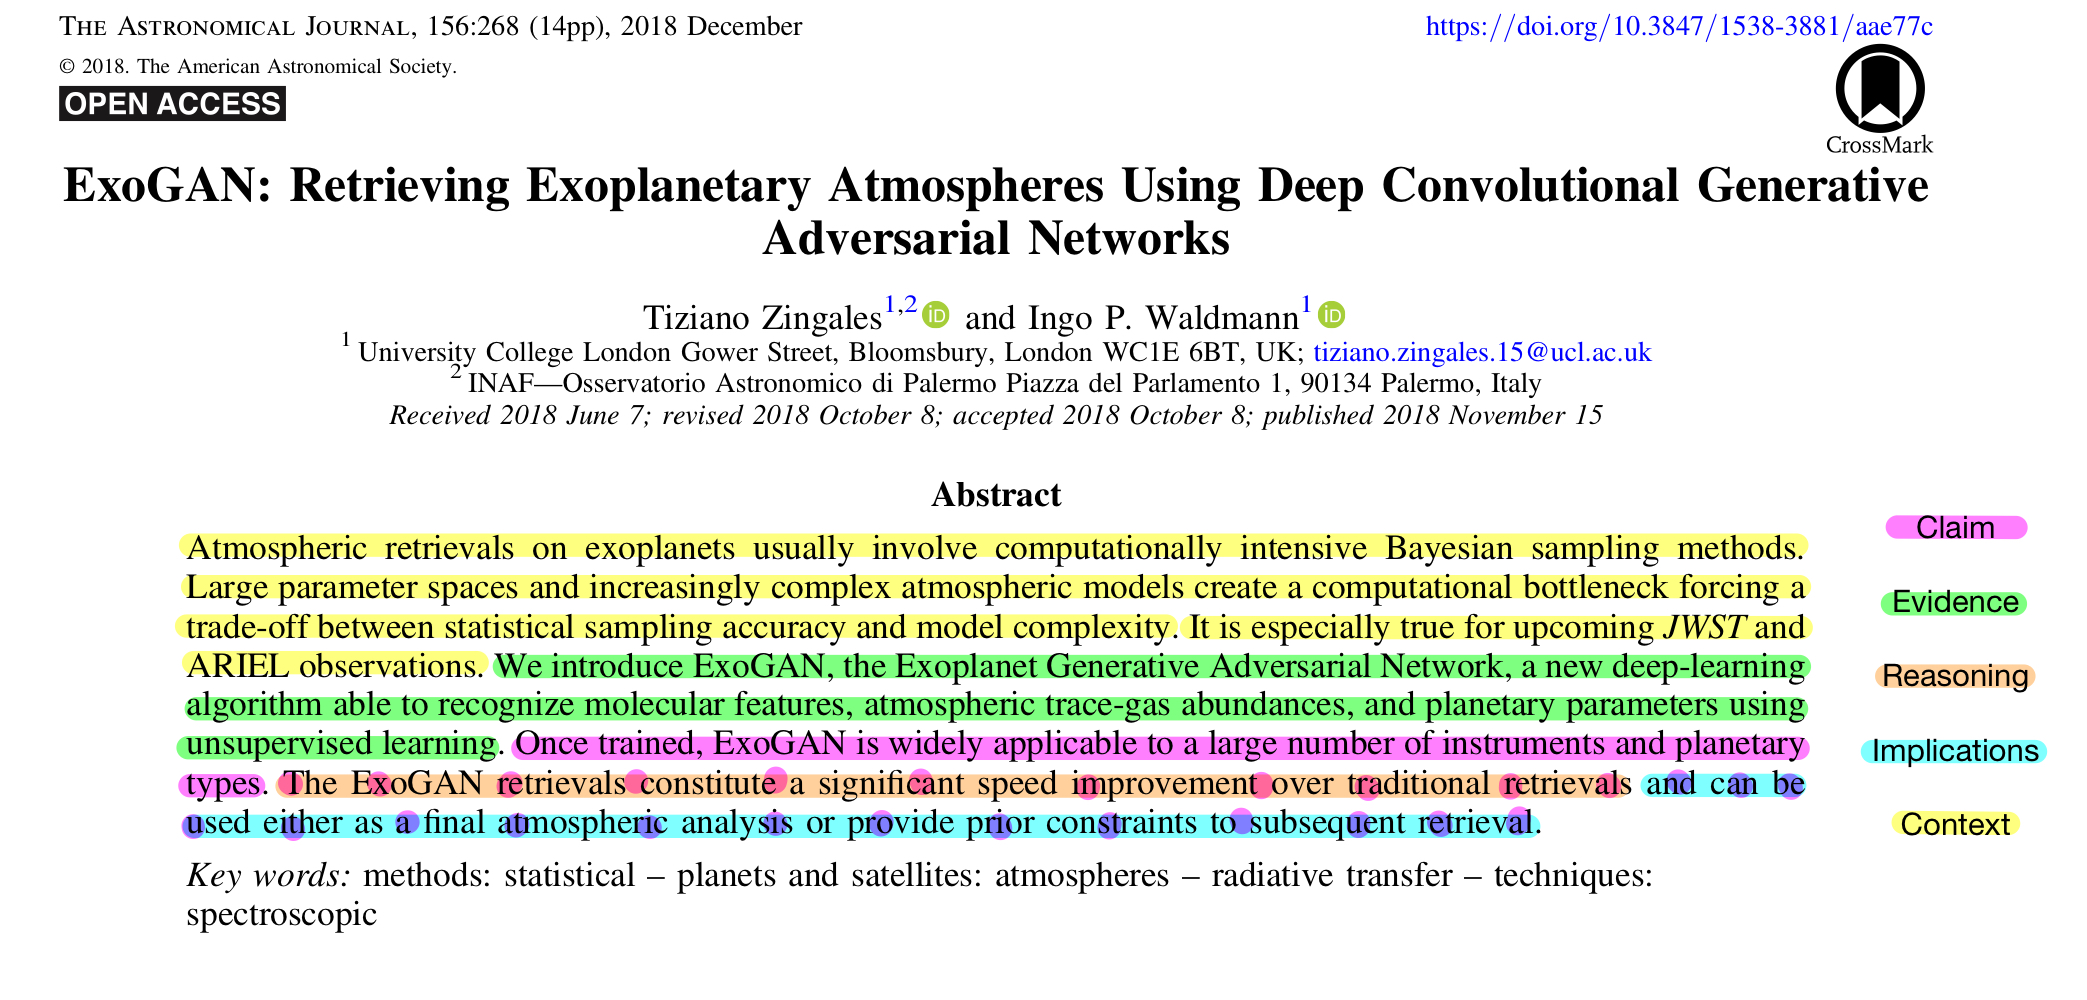 THE ASTRONOMICAL JOURNAL, 156:268 (14pp), 2018 December
https://doi.org/10.3847/1538-3881/aae77c
© 2018. The American Astronomical Society.
OPEN ACCESS
CrossMark
ExoGAN: Retrieving Exoplanetary Atmospheres Using Deep Convolutional Generative
Adversarial Networks
Tiziano Zingales1,2 iD and Ingo P. Waldmann1 iD
1 University College London Gower Street, Bloomsbury, London WC1E 6BT, UK; tiziano.zingales.15@ucl.ac.uk
2 INAF—Osservatorio Astronomico di Palermo Piazza del Parlamento 1, 90134 Palermo, Italy
Received 2018 June 7; revised 2018 October 8; accepted 2018 October 8; published 2018 November 15
Abstract
Atmospheric retrievals on exoplanets usually involve computationally intensive Bayesian sampling methods.
Large parameter spaces and increasingly complex atmospheric models create a computational bottleneck forcing a
trade-off between statistical sampling accuracy and model complexity. It is especially true for upcoming JWST and
ARIEL observations. We introduce ExoGAN, the Exoplanet Generative Adversarial Network, a new deep-learning
algorithm able to recognize molecular features, atmospheric trace-gas abundances, and planetary parameters using
unsupervised learning. Once trained, ExoGAN is widely applicable to a large number of instruments and planetary
types. The ExoGAN retrievals constitute a significant speed improvement over traditional retrievals and can be
used either as a final atmospheric analysis or provide prior constraints to subsequent retrieval.
Key words: methods: statistical – planets and satellites: atmospheres – radiative transfer – techniques:
spectroscopic
Claim
Evidence
Reasoning
Implications
Context